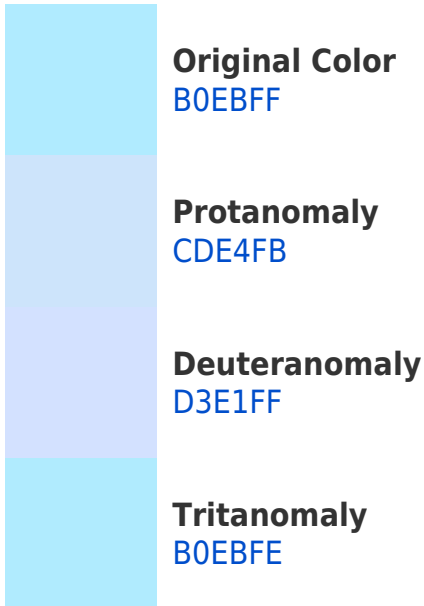 Original Color
B0EBFF
Protanomaly
CDE4FB
Deuteranomaly
D3E1FF
Tritanomaly
B0EBFE